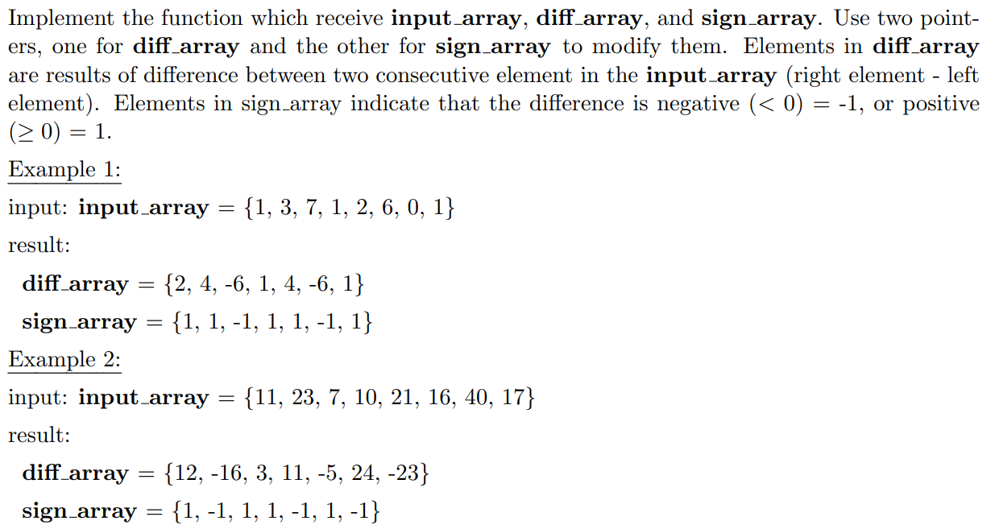 Implement the function which receive input_array, diff_array, and sign_array. Use two point-
ers, one for diff_array and the other for sign_array to modify them. Elements in diff_array
are results of difference between two consecutive element in the input_array (right element - left
element). Elements in sign_array indicate that the difference is negative (< 0) = -1, or positive
(≥ 0) = 1.
Example 1:
input: input_array = {1, 3, 7, 1, 2, 6, 0, 1}
result:
diff_array = {2, 4, -6, 1, 4, -6, 1}
sign_array = {1, 1, -1, 1, 1, -1, 1}
Example 2:
input: input_array = {11, 23, 7, 10, 21, 16, 40, 17}
result:
diff_array = {12, -16, 3, 11, -5, 24, -23}
sign_array = {1, -1, 1, 1, -1, 1, -1}